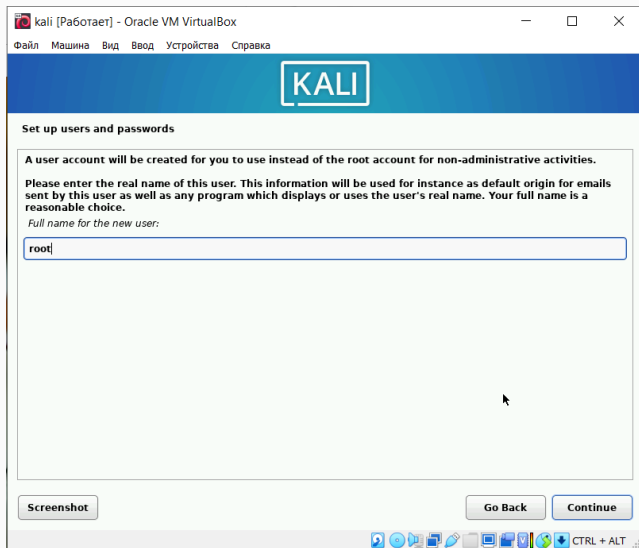 kali [Работает] - Oracle VM VirtualBox
Файл Машина Вид Ввод Устройства Справка
KALI
Set up users and passwords
A user account will be created for you to use instead of the root account for non-administrative activities.
Please enter the real name of this user. This information will be used for instance as default origin for emails
sent by this user as well as any program which displays or uses the user's real name. Your full name is a
reasonable choice.
Full name for the new user:
root
Screenshot Go Back Continue
CTRL + ALT